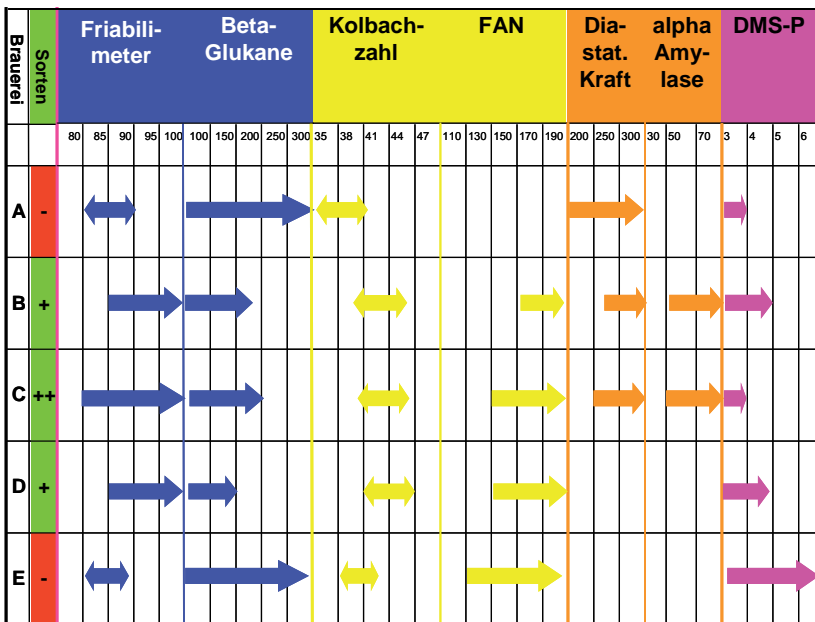 Brauerei
Sorten
Friabili-
meter
Beta-
Glukane
Kolbach-
zahl
FAN
Dia-
stat.
Kraft
alpha
Amy-
lase
DMS-P
80 85 90 95 100 100 150 200 250 300 35 38 41 44 47 110 130 150 170 190 200 250 300 30 50 70 3 4 5 6
A -
B +
C ++
D +
E -